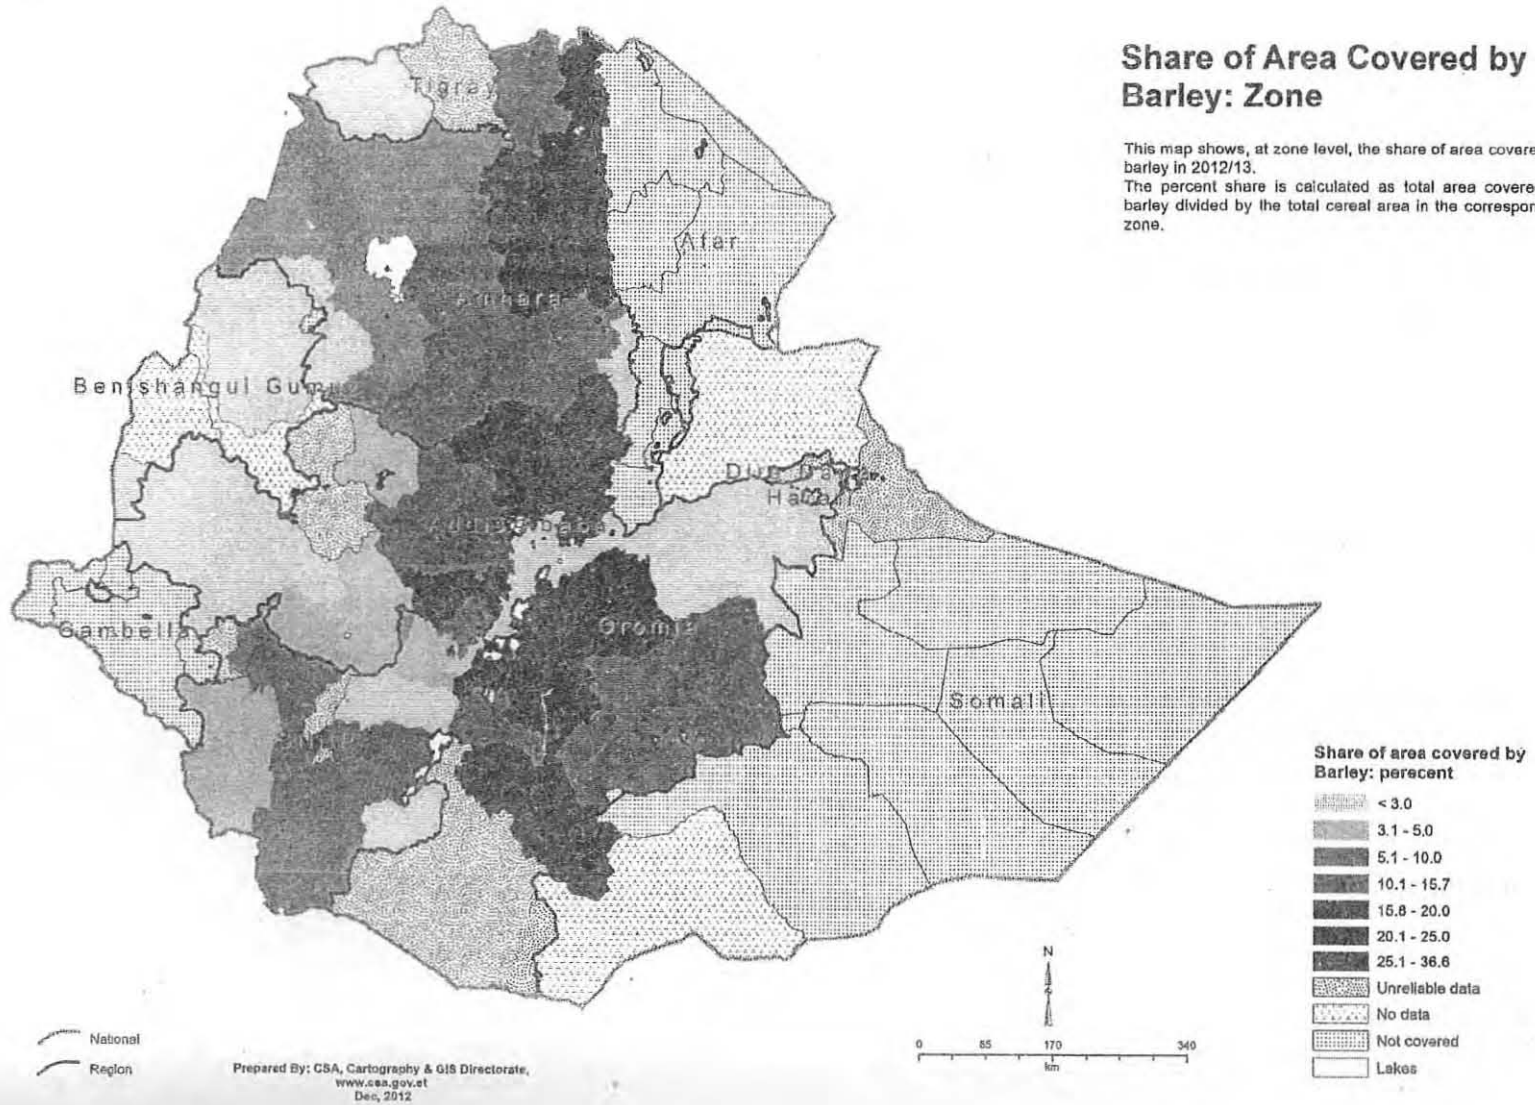 Share of Area Covered by
Barley: Zone
This map shows, at zone level, the share of area covere
barley in 2012/13.
The percent share is calculated as total area covere
barley divided by the total cereal area in the correspor
zone.
Tigray
Afar
Amhara
Benishangul Gumu
Dire Dawa
Harari
Addis Ababa
Gambella
Oromia
Somali
Share of area covered by
Barley: perecent
< 3.0
3.1 - 5.0
5.1 - 10.0
10.1 - 15.7
15.8 - 20.0
20.1 - 25.0
25.1 - 36.6
Unreliable data
No data
Not covered
Lakes
N
0 85 170 340
km
National
Region
Prepared By: CSA, Cartography & GIS Directorate,
www.csa.gov.et
Dec, 2012